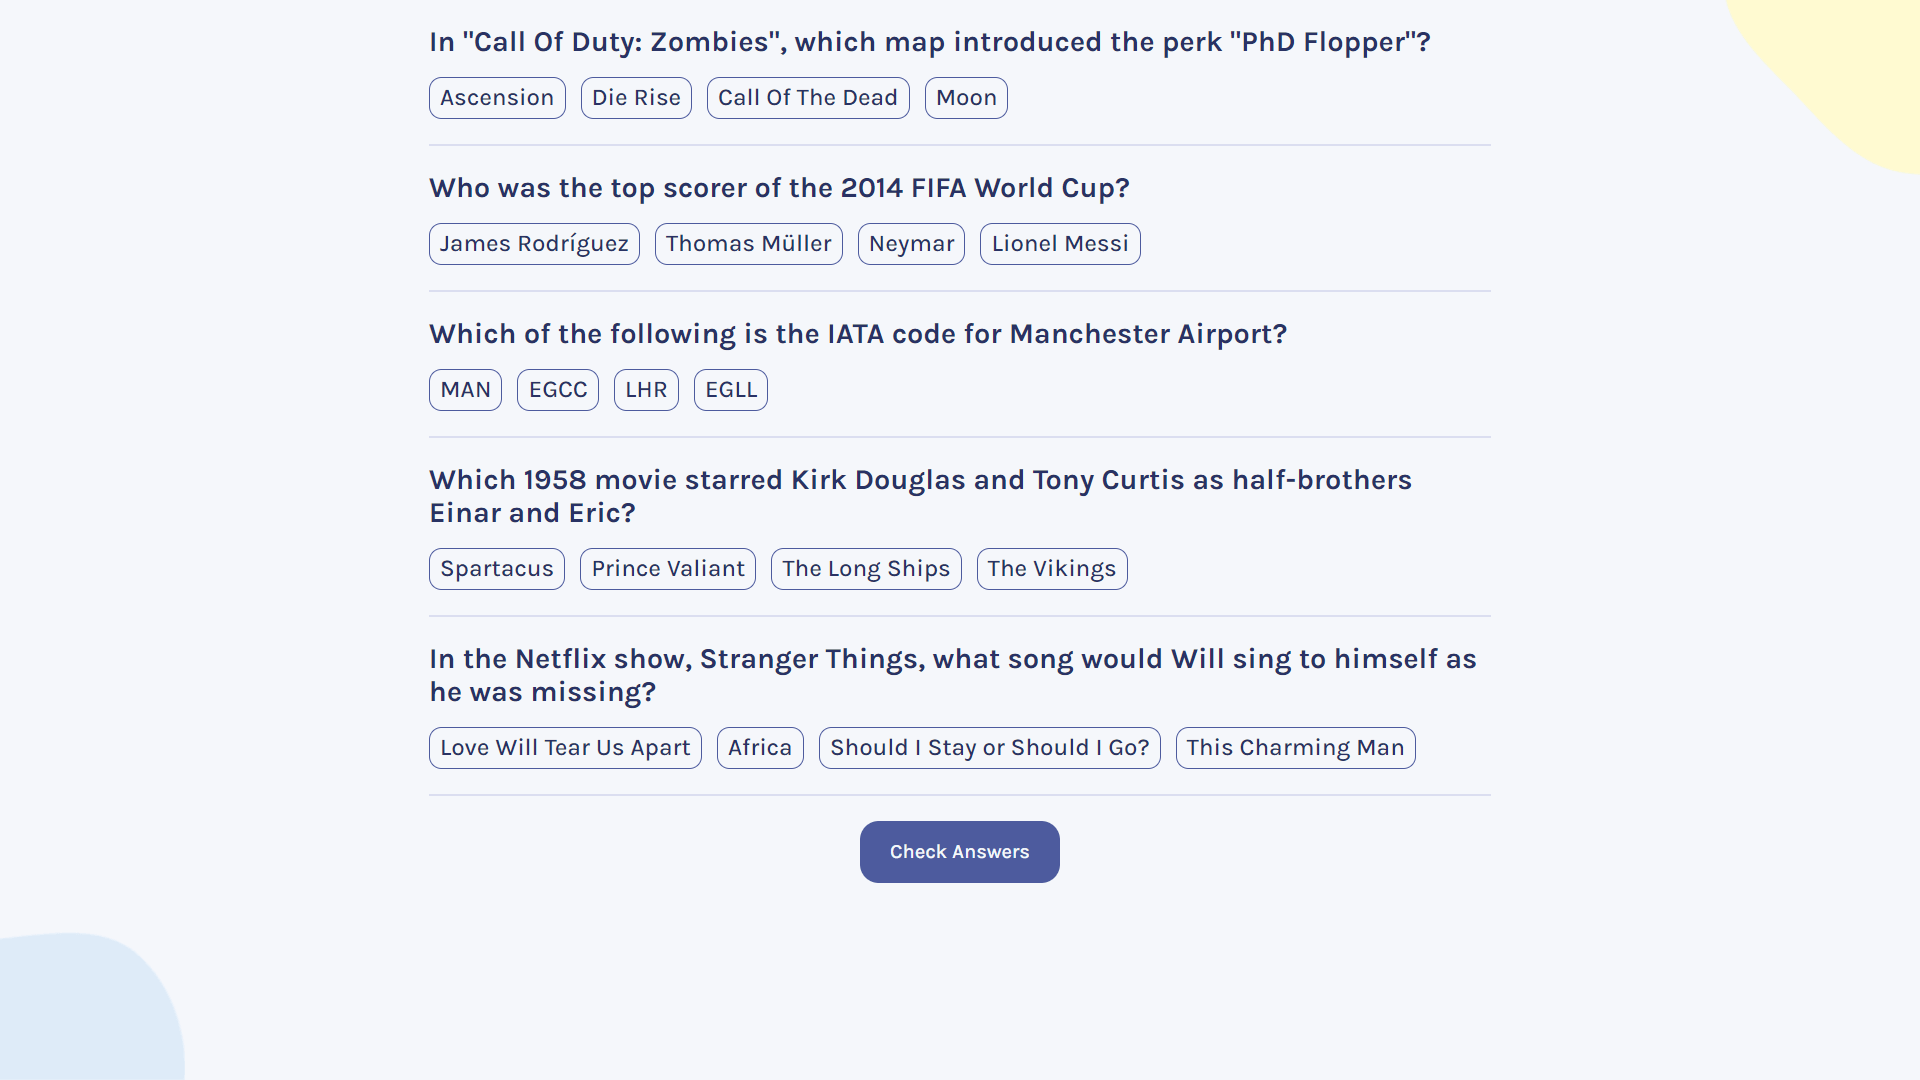 In "Call Of Duty: Zombies", which map introduced the perk "PhD Flopper"?
Ascension Die Rise Call Of The Dead Moon
Who was the top scorer of the 2014 FIFA World Cup?
James Rodríguez Thomas Müller Neymar Lionel Messi
Which of the following is the IATA code for Manchester Airport?
MAN EGCC LHR EGLL
Which 1958 movie starred Kirk Douglas and Tony Curtis as half-brothers
Einar and Eric?
Spartacus Prince Valiant The Long Ships The Vikings
In the Netflix show, Stranger Things, what song would Will sing to himself as
he was missing?
Love Will Tear Us Apart Africa Should I Stay or Should I Go? This Charming Man
Check Answers